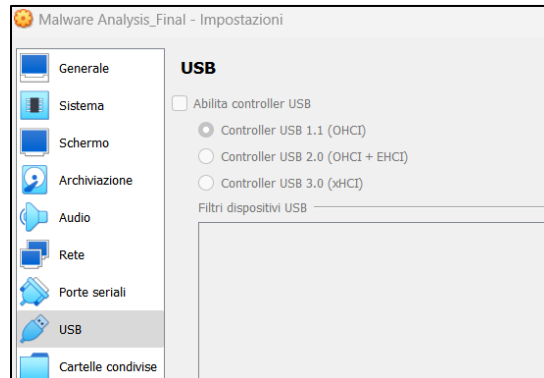 Malware Analysis_Final - Impostazioni
Generale
Sistema
Schermo
Archiviazione
Audio
Rete
Porte seriali
USB
Cartelle condivise
USB
Abilita controller USB
Controller USB 1.1 (OHCI)
Controller USB 2.0 (OHCI + EHCI)
Controller USB 3.0 (xHCI)
Filtri dispositivi USB